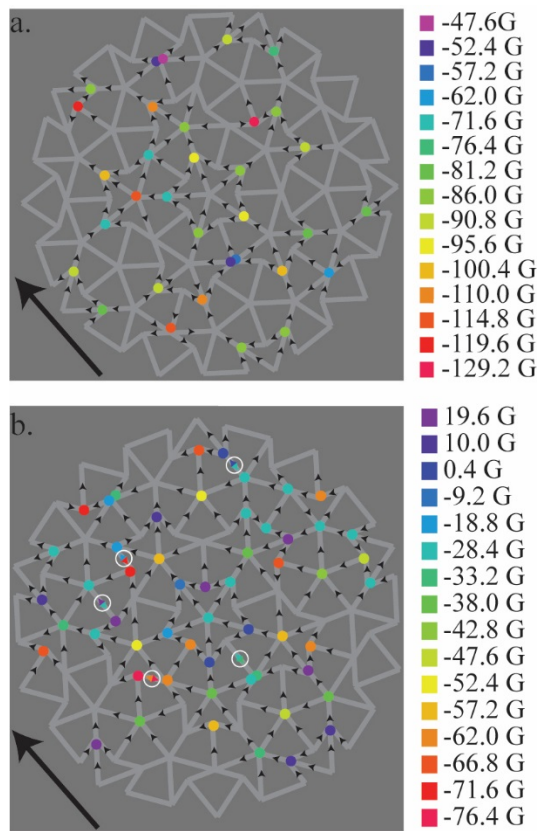 a.
-47.6G
-52.4 G
-57.2 G
-62.0 G
-71.6 G
-76.4 G
-81.2 G
-86.0 G
-90.8 G
-95.6 G
-100.4 G
-110.0 G
-114.8 G
-119.6 G
-129.2 G
b.
19.6 G
10.0 G
0.4 G
-9.2 G
-18.8 G
-28.4 G
-33.2 G
-38.0 G
-42.8 G
-47.6 G
-52.4 G
-57.2 G
-62.0 G
-66.8 G
-71.6 G
-76.4 G